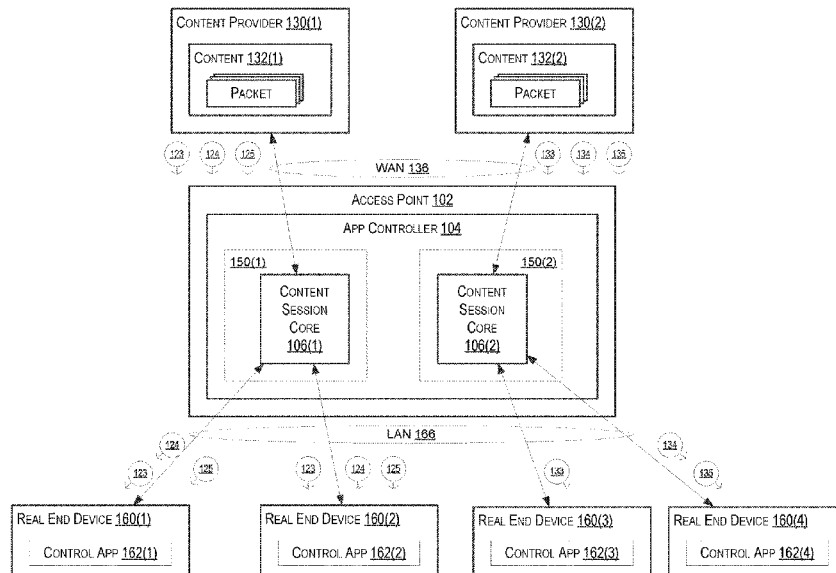 CONTENT PROVIDER 130(1)
CONTENT PROVIDER 130(2)
CONTENT 132(1)
CONTENT 132(2)
PACKET
PACKET
123 124 125
133 134 135
WAN 136
ACCESS POINT 102
APP CONTROLLER 104
150(1)
150(2)
CONTENT
SESSION
CORE
106(1)
CONTENT
SESSION
CORE
106(2)
LAN 166
124
123
125
123 124 125
133
134
135
REAL END DEVICE 160(1)
REAL END DEVICE 160(2)
REAL END DEVICE 160(3)
REAL END DEVICE 160(4)
CONTROL APP 162(1)
CONTROL APP 162(2)
CONTROL APP 162(3)
CONTROL APP 162(4)